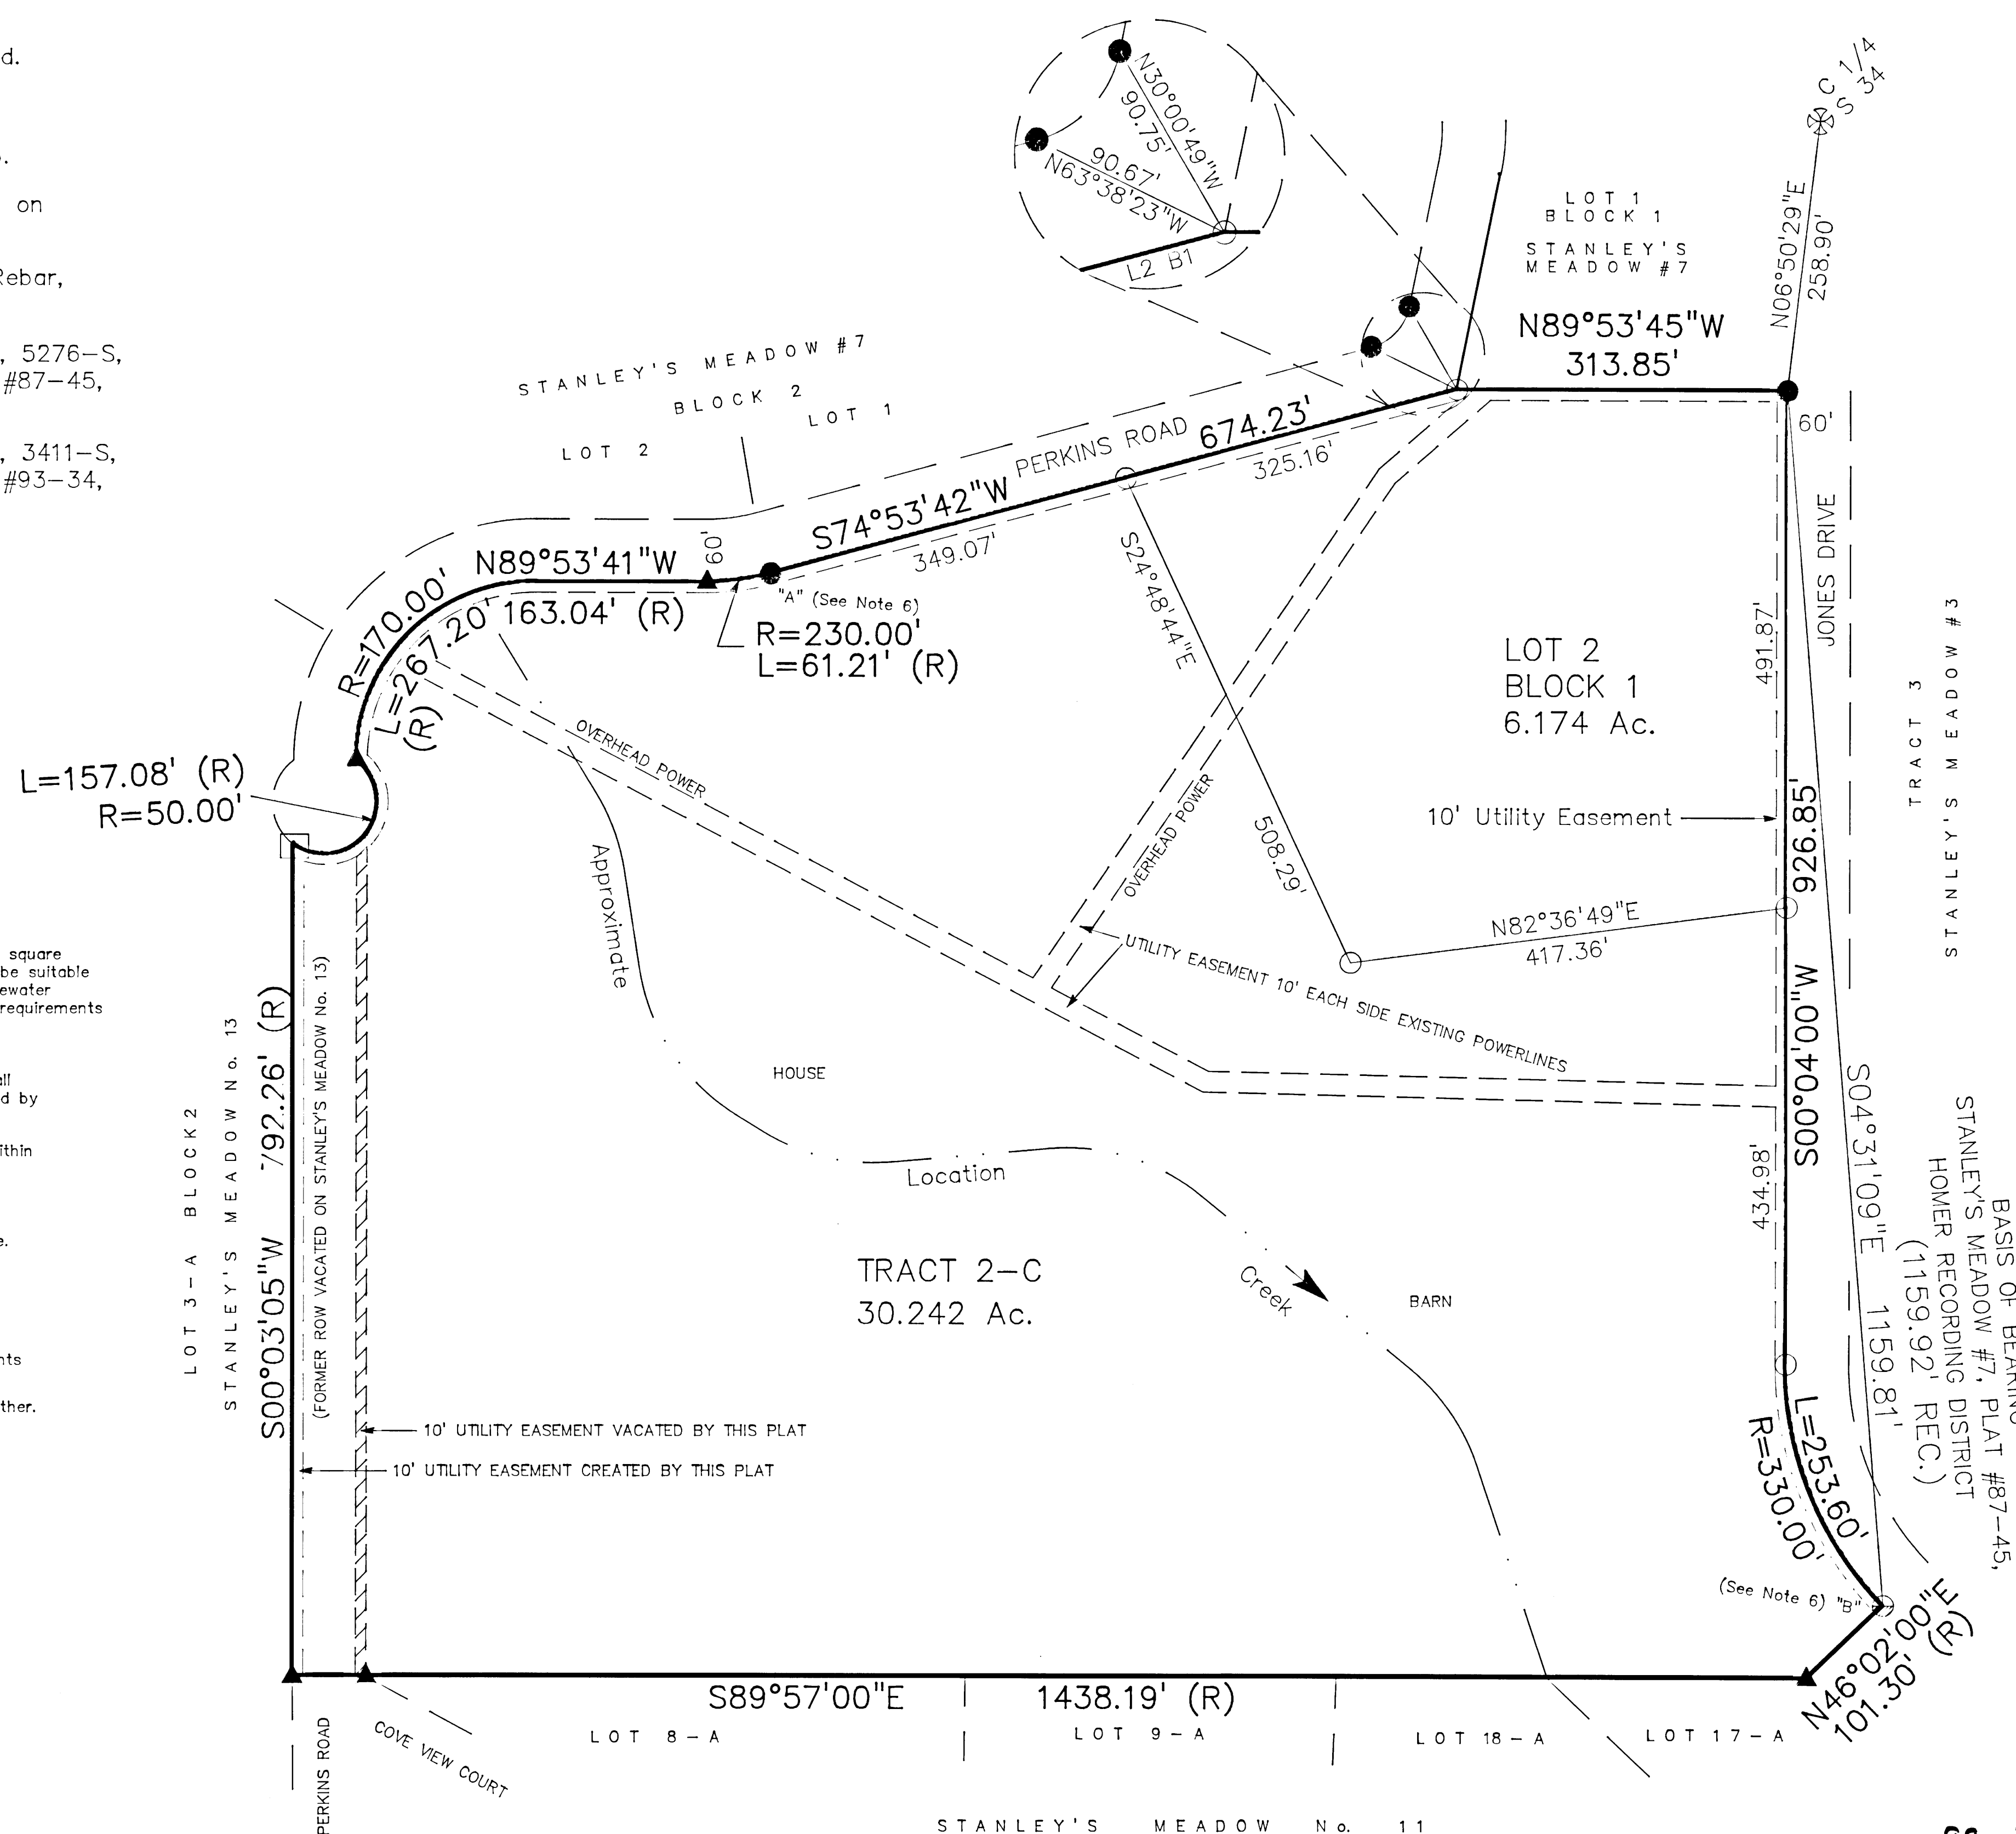 d.
on
Rebar,
, 5276-S,
#87-45,
, 3411-S,
#93-34,
square
be suitable
ewater
requirements
all
d by
ithin
e.
nts
ther.
N30°00'49"W
90.75'
90.67'
N63°38'23"W
L2 B1
C 1/4
S 34
N06°50'29"E
258.90'
LOT 1
BLOCK 1
STANLEY'S
MEADOW #7
N89°53'45"W
313.85'
60'
STANLEY'S MEADOW #7
BLOCK 2
LOT 1
LOT 2
PERKINS ROAD
674.23'
325.16'
S74°53'42"W
349.07'
N89°53'41"W
163.04' (R)
60'
"A" (See Note 6)
R=230.00'
L=61.21' (R)
R=170.00'
L=267.20'
(R)
L=157.08' (R)
R=50.00'
S24°48'44"E
508.29'
LOT 2
BLOCK 1
6.174 Ac.
491.87'
JONES DRIVE
TRACT 3
STANLEY'S MEADOW #3
10' Utility Easement
926.85'
S00°04'00"W
434.98'
N82°36'49"E
417.36'
OVERHEAD POWER
OVERHEAD POWER
UTILITY EASEMENT 10' EACH SIDE EXISTING POWERLINES
Approximate
Location
Creek
HOUSE
BARN
TRACT 2-C
30.242 Ac.
LOT 3-A BLOCK 2
STANLEY'S MEADOW No. 13
S00°03'05"W 792.26' (R)
(FORMER ROW VACATED ON STANLEY'S MEADOW No. 13)
10' UTILITY EASEMENT VACATED BY THIS PLAT
10' UTILITY EASEMENT CREATED BY THIS PLAT
S04°31'09"E 1159.81'
(1159.92' REC.)
BASIS OF BEARING
STANLEY'S MEADOW #7, PLAT #87-45,
HOMER RECORDING DISTRICT
L=253.60'
R=330.00'
(See Note 6) "B"
N46°02'00"E
101.30' (R)
S89°57'00"E 1438.19' (R)
PERKINS ROAD
COVE VIEW COURT
LOT 8-A
LOT 9-A
LOT 18-A
LOT 17-A
STANLEY'S MEADOW No. 11